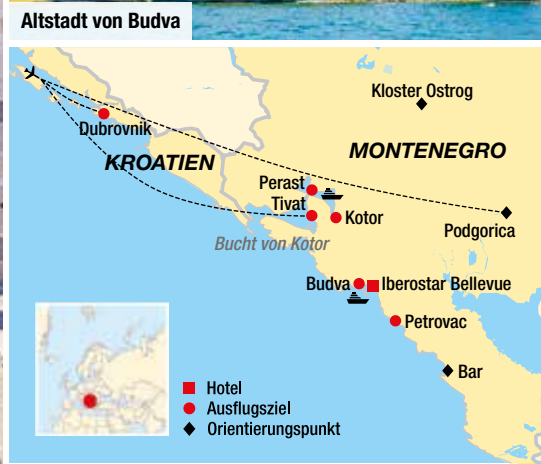 Altstadt von Budva
Kloster Ostrog
Dubrovnik
KROATIEN
MONTENEGRO
Perast
Tivat
Kotor
Podgorica
Bucht von Kotor
Budva
Iberostar Bellevue
Petrovac
Bar
Hotel
Ausflugsziel
Orientierungspunkt